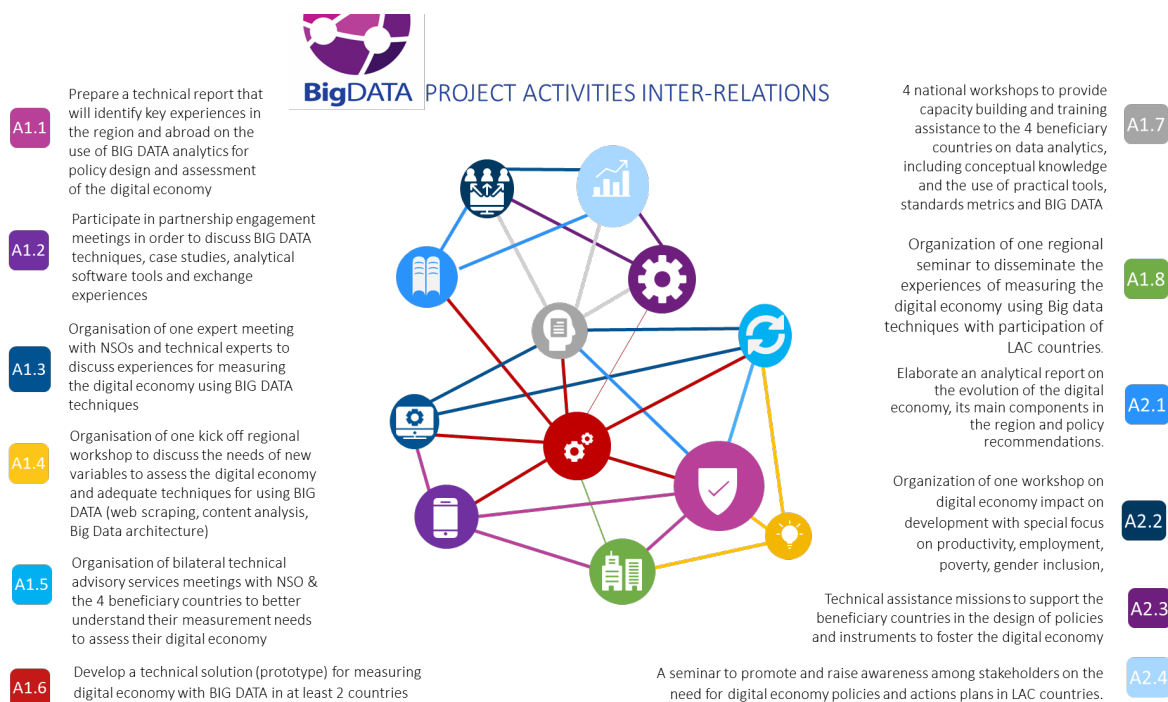 BigDATA
PROJECT ACTIVITIES INTER-RELATIONS
A1.1
Prepare a technical report that
will identify key experiences in
the region and abroad on the
use of BIG DATA analytics for
policy design and assessment
of the digital economy
A1.2
Participate in partnership engagement
meetings in order to discuss BIG DATA
techniques, case studies, analytical
software tools and exchange
experiences
A1.3
Organisation of one expert meeting
with NSOs and technical experts to
discuss experiences for measuring
the digital economy using BIG DATA
techniques
A1.4
Organisation of one kick off regional
workshop to discuss the needs of new
variables to assess the digital economy
and adequate techniques for using BIG
DATA (web scraping, content analysis,
Big Data architecture)
A1.5
Organisation of bilateral technical
advisory services meetings with NSO &
the 4 beneficiary countries to better
understand their measurement needs
to assess their digital economy
A1.6
Develop a technical solution (prototype) for measuring
digital economy with BIG DATA in at least 2 countries
4 national workshops to provide
capacity building and training
assistance to the 4 beneficiary
countries on data analytics,
including conceptual knowledge
and the use of practical tools,
standards metrics and BIG DATA
A1.7
Organization of one regional
seminar to disseminate the
experiences of measuring the
digital economy using Big data
techniques with participation of
LAC countries.
A1.8
Elaborate an analytical report on
the evolution of the digital
economy, its main components in
the region and policy
recommendations.
A2.1
Organization of one workshop on
digital economy impact on
development with special focus
on productivity, employment,
poverty, gender inclusion,
A2.2
Technical assistance missions to support the
beneficiary countries in the design of policies
and instruments to foster the digital economy
A2.3
A seminar to promote and raise awareness among stakeholders on the
need for digital economy policies and actions plans in LAC countries.
A2.4